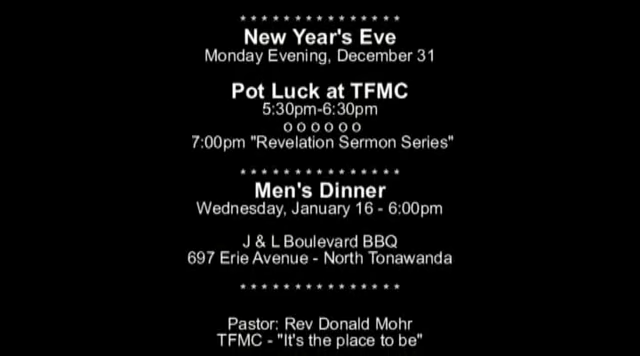 * * * * * * * * * * * * * * *
New Year's Eve
Monday Evening, December 31
Pot Luck at TFMC
5:30pm-6:30pm
o o o o o o
7:00pm "Revelation Sermon Series"
* * * * * * * * * * * * * * *
Men's Dinner
Wednesday, January 16 - 6:00pm
J & L Boulevard BBQ
697 Erie Avenue - North Tonawanda
* * * * * * * * * * * * * * *
Pastor: Rev Donald Mohr
TFMC - "It's the place to be"